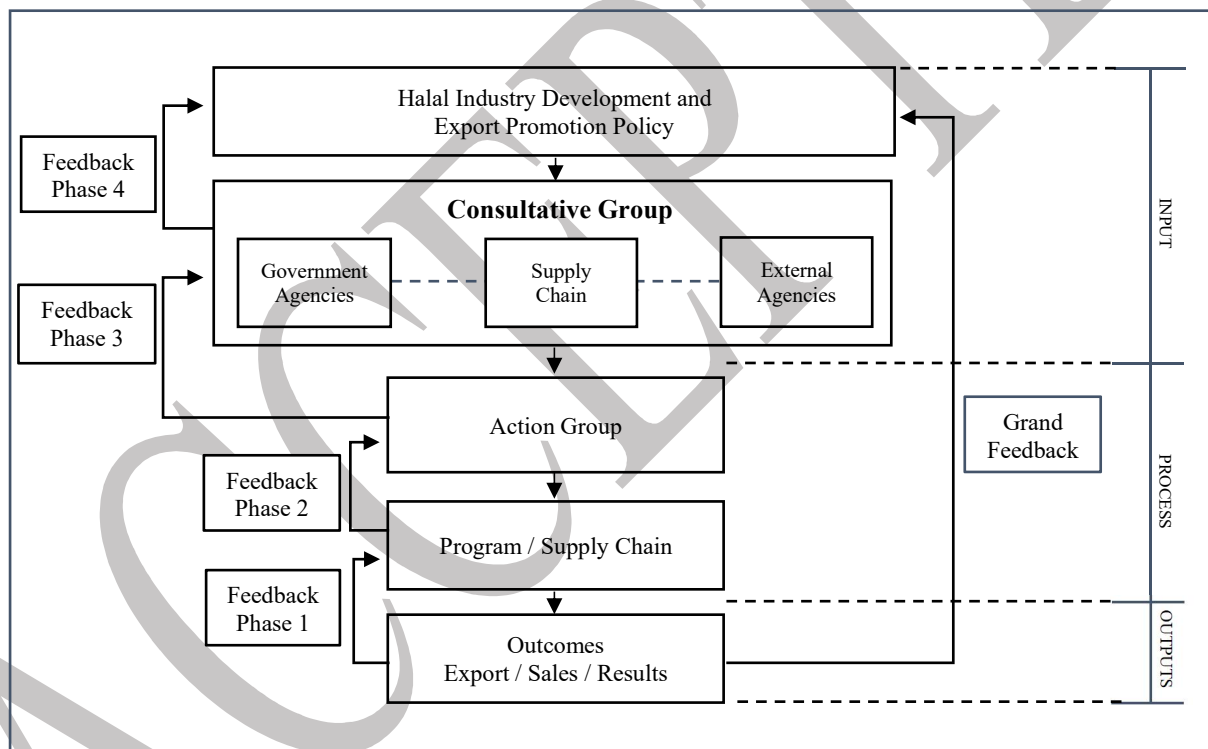 Halal Industry Development and
Export Promotion Policy
Feedback
Phase 4
Consultative Group
Government
Agencies
Supply
Chain
External
Agencies
INPUT
Feedback
Phase 3
Action Group
Grand
Feedback
Feedback
Phase 2
PROCESS
Program / Supply Chain
Feedback
Phase 1
Outcomes
Export / Sales / Results
OUTPUTS